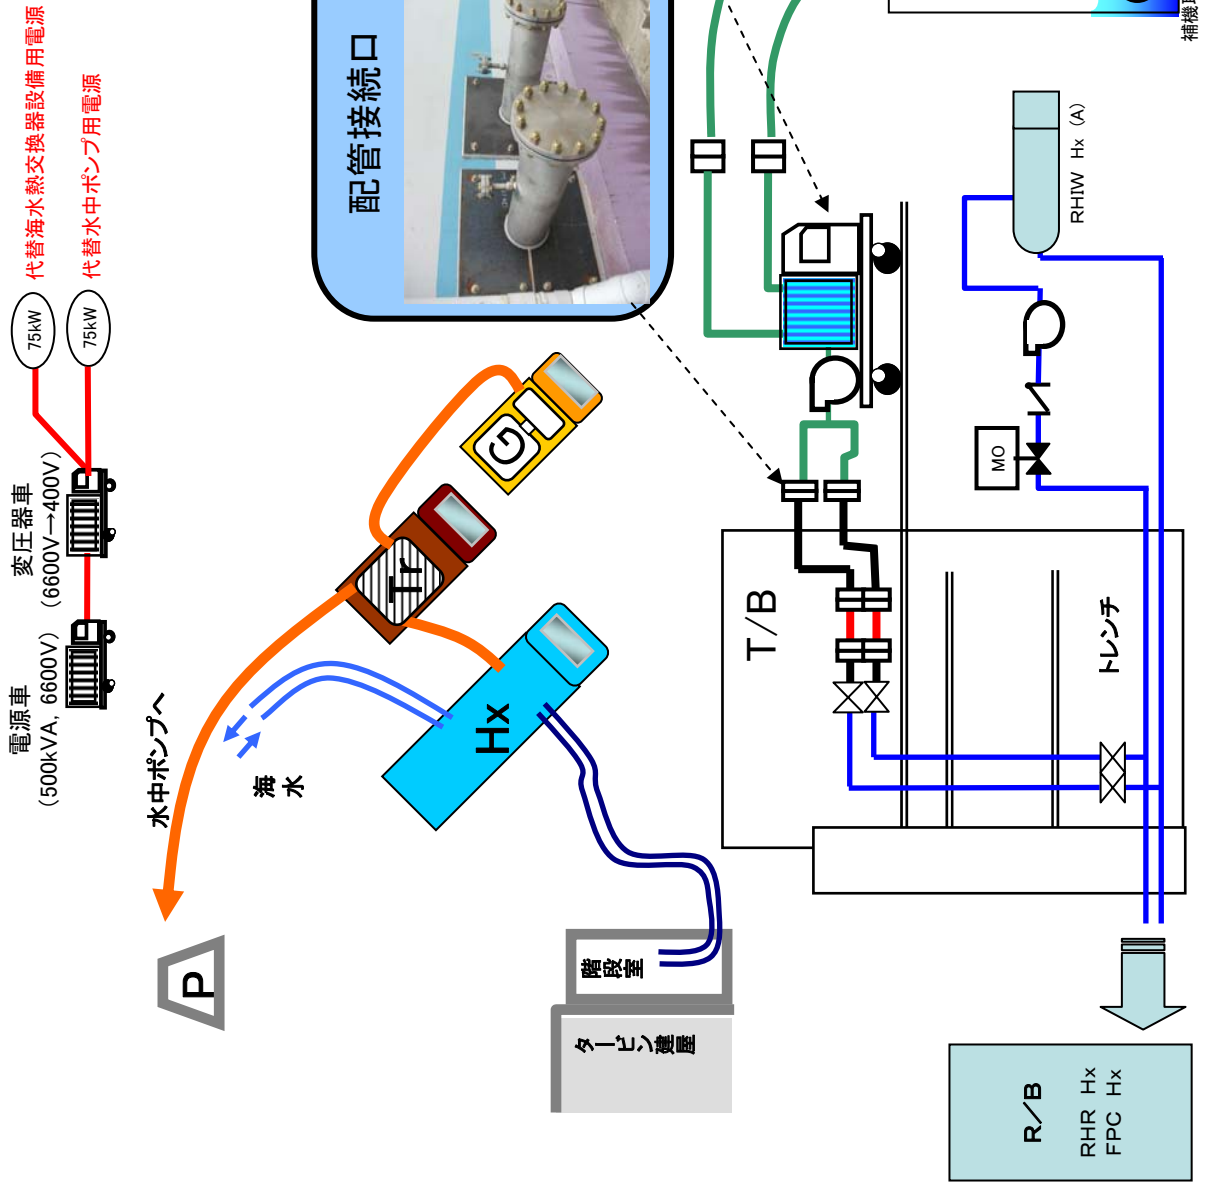 電源車
(500kVA, 6600V)
変圧器車
(6600V→400V)
75kW
代替海水熱交換器設備用電源
75kW
代替水中ポンプ用電源
水中ポンプへ
海
水
P
Hx
Tr
G
配管接続口
タービン建屋
階段室
T/B
トレンチ
MO
RHIW Hx (A)
R/B
RHR Hx
FPC Hx
補機